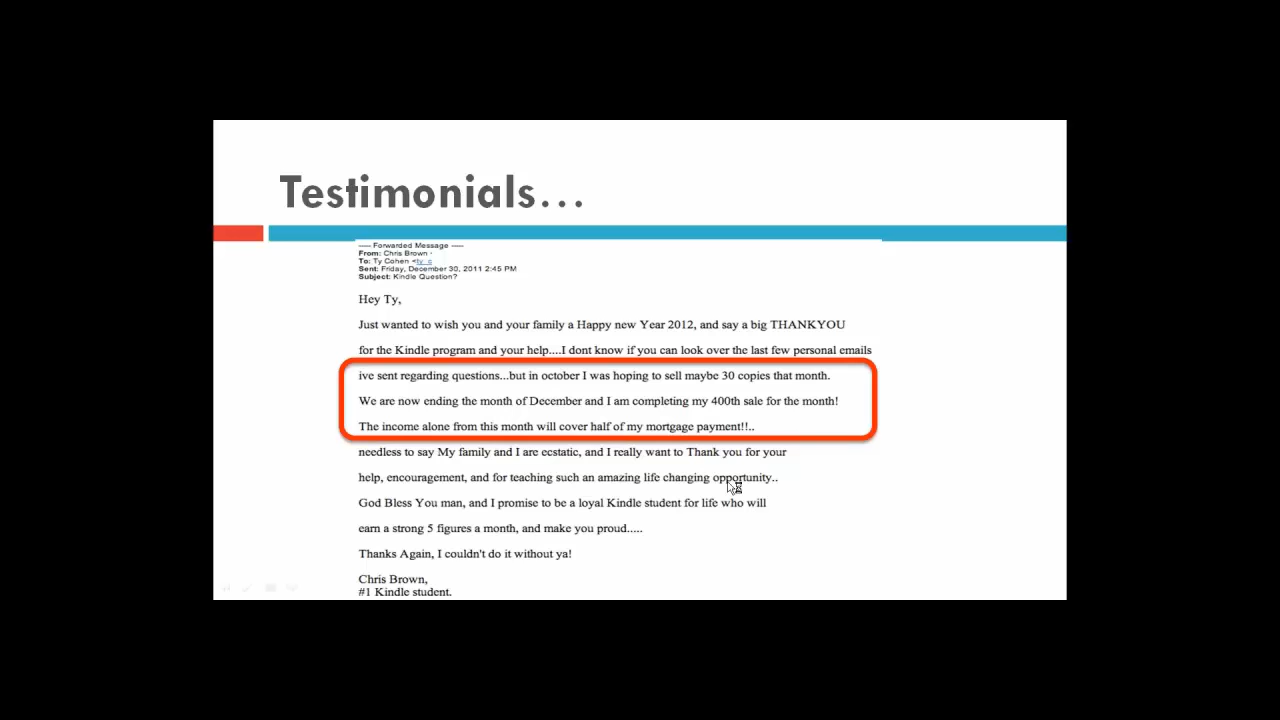 Testimonials...
----- Forwarded Message -----
From: Chris Brown
To: Ty Cohen <ty_c
Sent: Friday, December 30, 2011 2:45 PM
Subject: Kindle Question?
Hey Ty,
Just wanted to wish you and your family a Happy new Year 2012, and say a big THANKYOU
for the Kindle program and your help....I dont know if you can look over the last few personal emails
ive sent regarding questions...but in october I was hoping to sell maybe 30 copies that month.
We are now ending the month of December and I am completing my 400th sale for the month!
The income alone from this month will cover half of my mortgage payment!!..
needless to say My family and I are ecstatic, and I really want to Thank you for your
help, encouragement, and for teaching such an amazing life changing opportunity..
God Bless You man, and I promise to be a loyal Kindle student for life who will
earn a strong 5 figures a month, and make you proud.....
Thanks Again, I couldn't do it without ya!
Chris Brown,
#1 Kindle student.